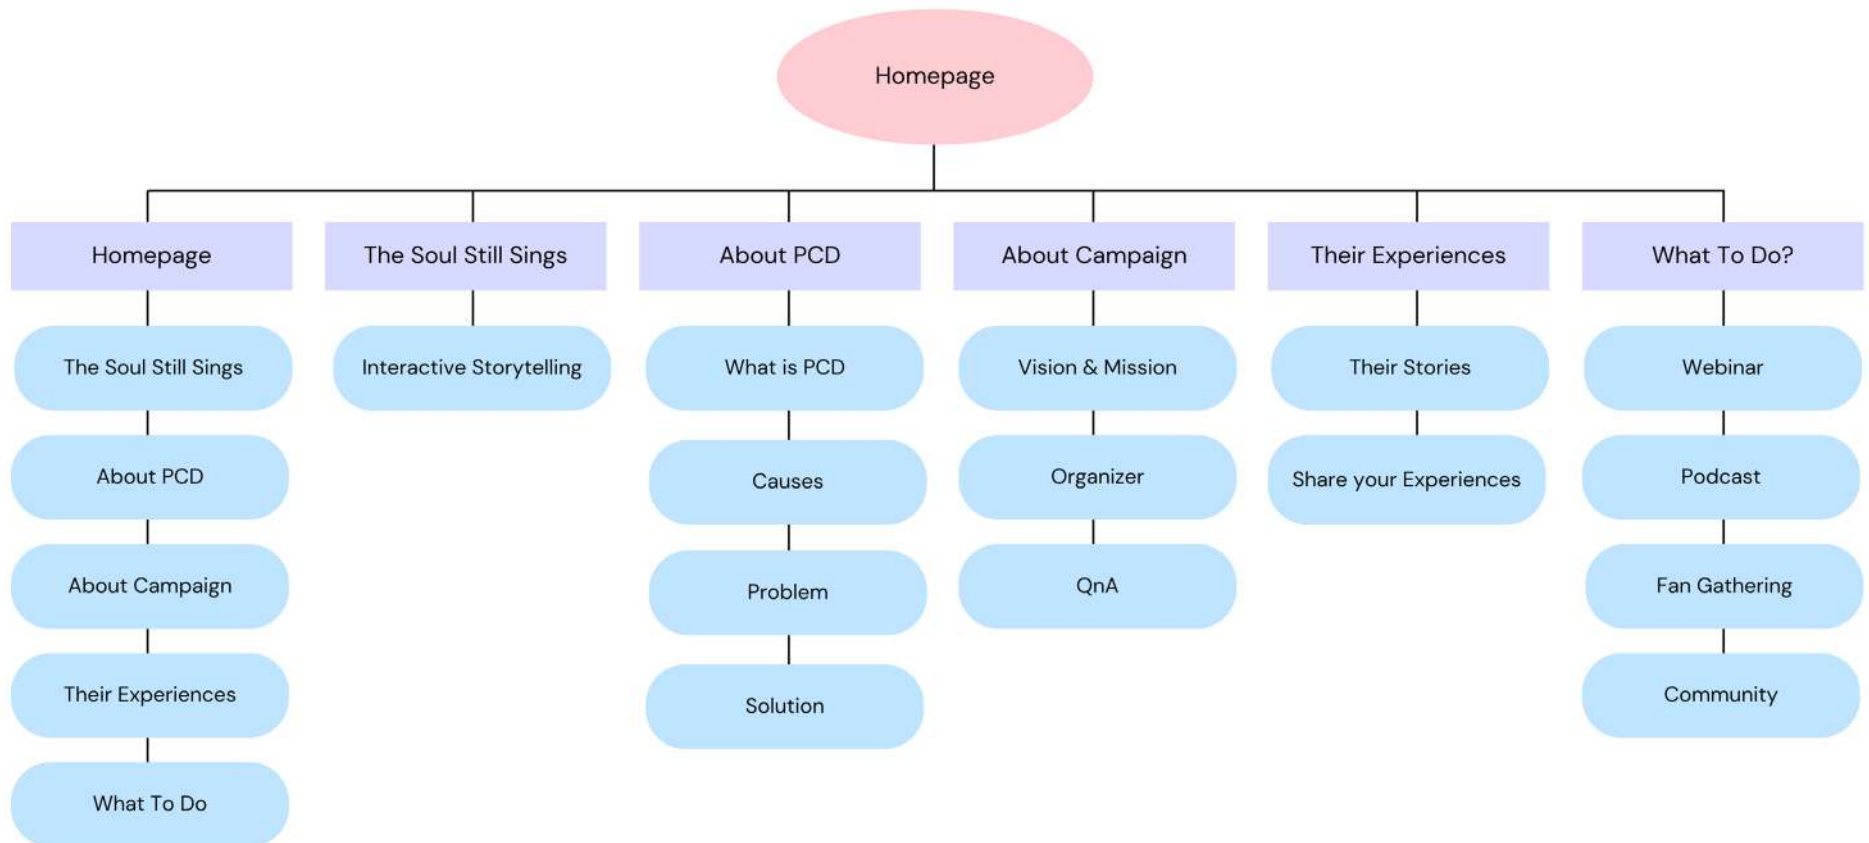 Homepage
Homepage
The Soul Still Sings
About PCD
About Campaign
Their Experiences
What To Do?
The Soul Still Sings
About PCD
About Campaign
Their Experiences
What To Do
Interactive Storytelling
What is PCD
Causes
Problem
Solution
Vision & Mission
Organizer
QnA
Their Stories
Share your Experiences
Webinar
Podcast
Fan Gathering
Community